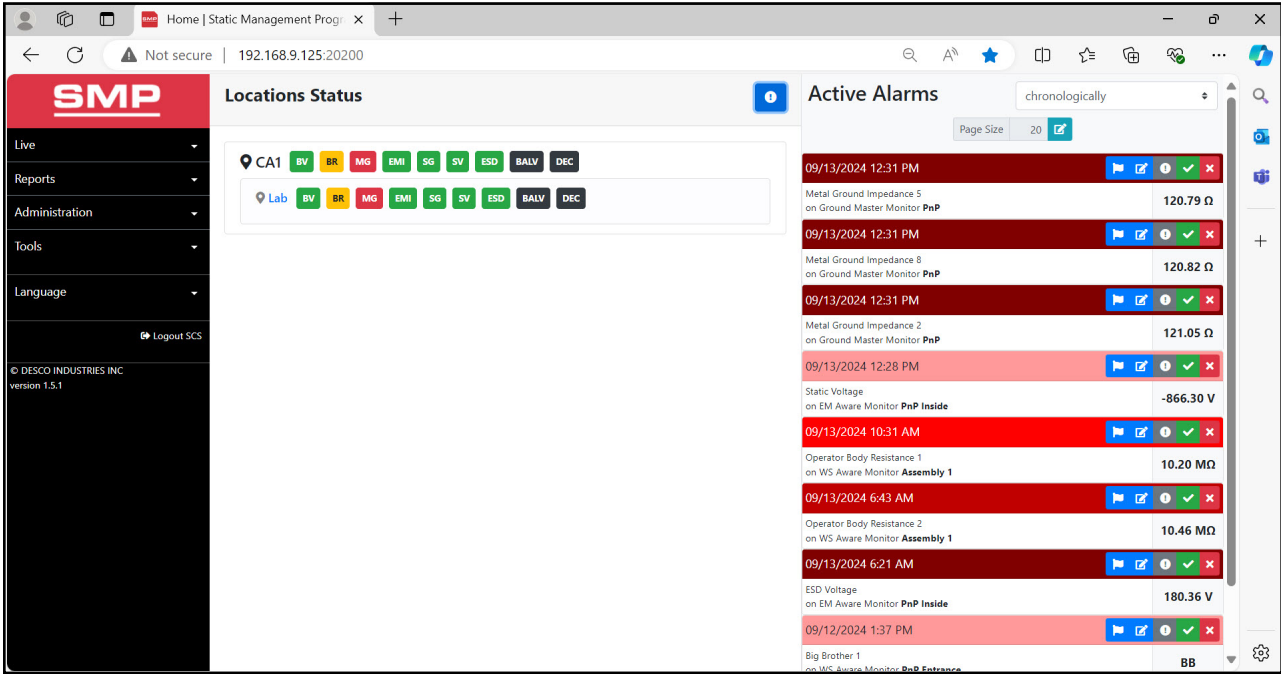 Home | Static Management Progr
Not secure | 192.168.9.125:20200
SMP
Live
Reports
Administration
Tools
Language
Logout SCS
© DESCO INDUSTRIES INC
version 1.5.1
Locations Status
CA1 BV BR MG EMI SG SV ESD BALV DEC
Lab BV BR MG EMI SG SV ESD BALV DEC
Active Alarms
chronologically
Page Size 20
09/13/2024 12:31 PM
Metal Ground Impedance 5
on Ground Master Monitor PnP
120.79 Ω
09/13/2024 12:31 PM
Metal Ground Impedance 8
on Ground Master Monitor PnP
120.82 Ω
09/13/2024 12:31 PM
Metal Ground Impedance 2
on Ground Master Monitor PnP
121.05 Ω
09/13/2024 12:28 PM
Static Voltage
on EM Aware Monitor PnP Inside
-866.30 V
09/13/2024 10:31 AM
Operator Body Resistance 1
on WS Aware Monitor Assembly 1
10.20 MΩ
09/13/2024 6:43 AM
Operator Body Resistance 2
on WS Aware Monitor Assembly 1
10.46 MΩ
09/13/2024 6:21 AM
ESD Voltage
on EM Aware Monitor PnP Inside
180.36 V
09/12/2024 1:37 PM
Big Brother 1
on WS Aware Monitor PnP Entrance
BB